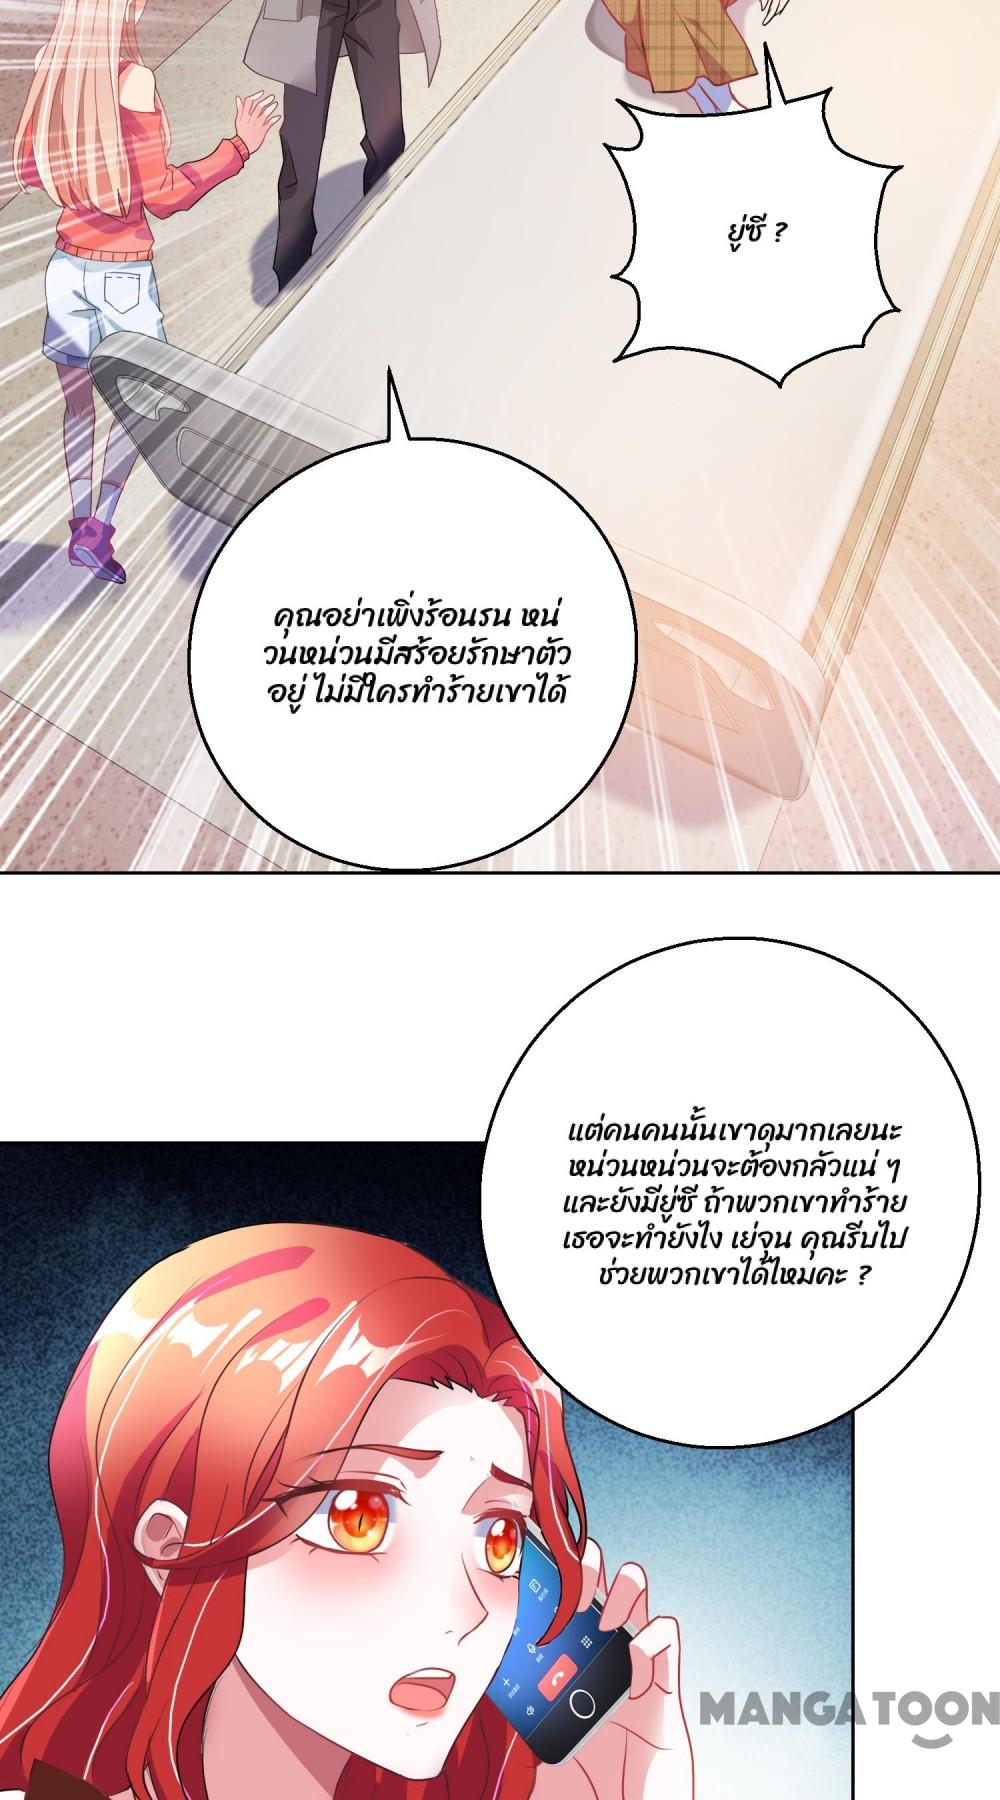 ยู่ซี ?
คุณอย่าเพิ่งร้อนรน หน่
วนหน่วนมีสร้อยรักษาตัว
อยู่ ไม่มีใครทำร้ายเขาได้
แต่คนคนนั้นเขาดุมากเลยนะ
หน่วนหน่วนจะต้องกลัวแน่ ๆ
และยังมียู่ซี ถ้าพวกเขาทำร้าย
เธอจะทำยังไง เย่จุน คุณรีบไป
ช่วยพวกเขาได้ไหมคะ ?
MANGATOON